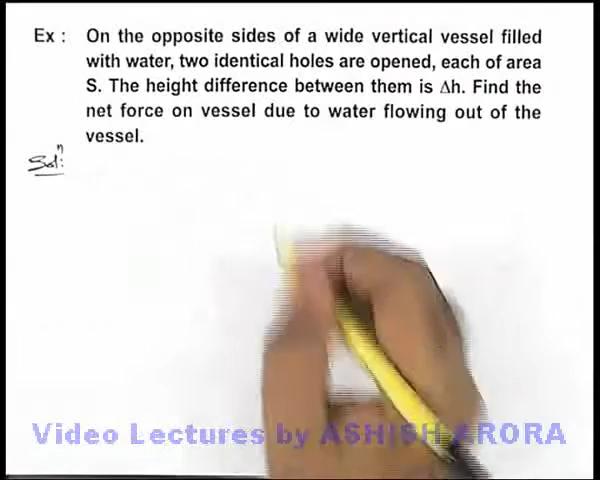 Ex : On the opposite sides of a wide vertical vessel filled
with water, two identical holes are opened, each of area
S. The height difference between them is Δh. Find the
net force on vessel due to water flowing out of the
vessel.
Solⁿ:
Video Lectures by ASHISH ARORA